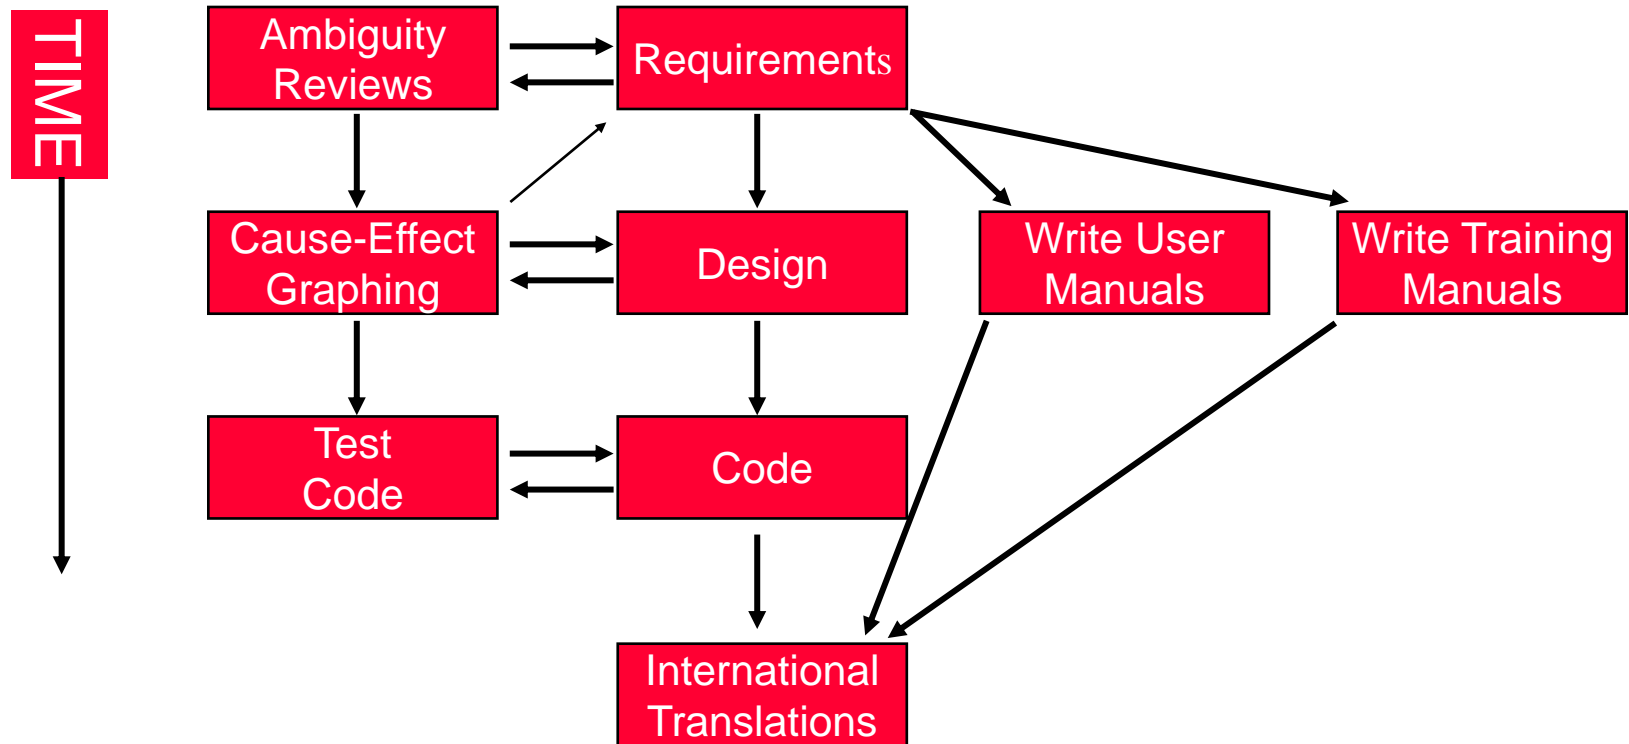 TIME
Ambiguity
Reviews
Requirements
Cause-Effect
Graphing
Design
Write User
Manuals
Write Training
Manuals
Test
Code
Code
International
Translations